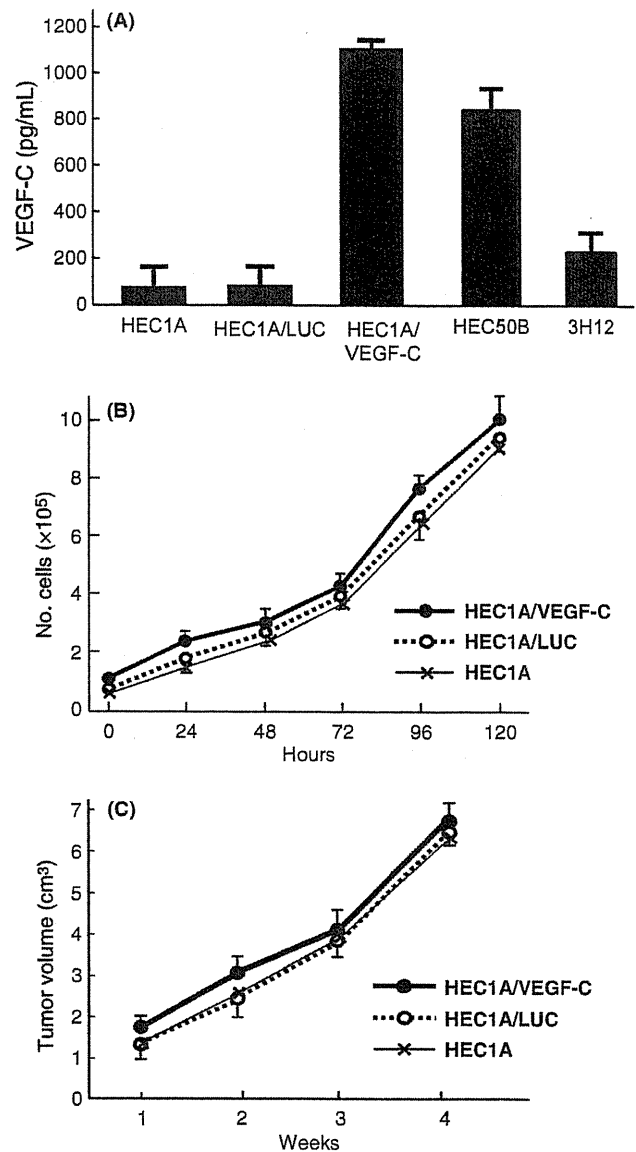 (A)
VEGF-C (pg/mL)
1200
1000
800
600
400
200
0
HEC1A
HEC1A/LUC
HEC1A/
VEGF-C
HEC50B
3H12
(B)
No. cells (×10⁵)
10
8
6
4
2
0
HEC1A/VEGF-C
HEC1A/LUC
HEC1A
0 24 48 72 96 120
Hours
(C)
Tumor volume (cm³)
7
6
5
4
3
2
1
0
HEC1A/VEGF-C
HEC1A/LUC
HEC1A
1 2 3 4
Weeks